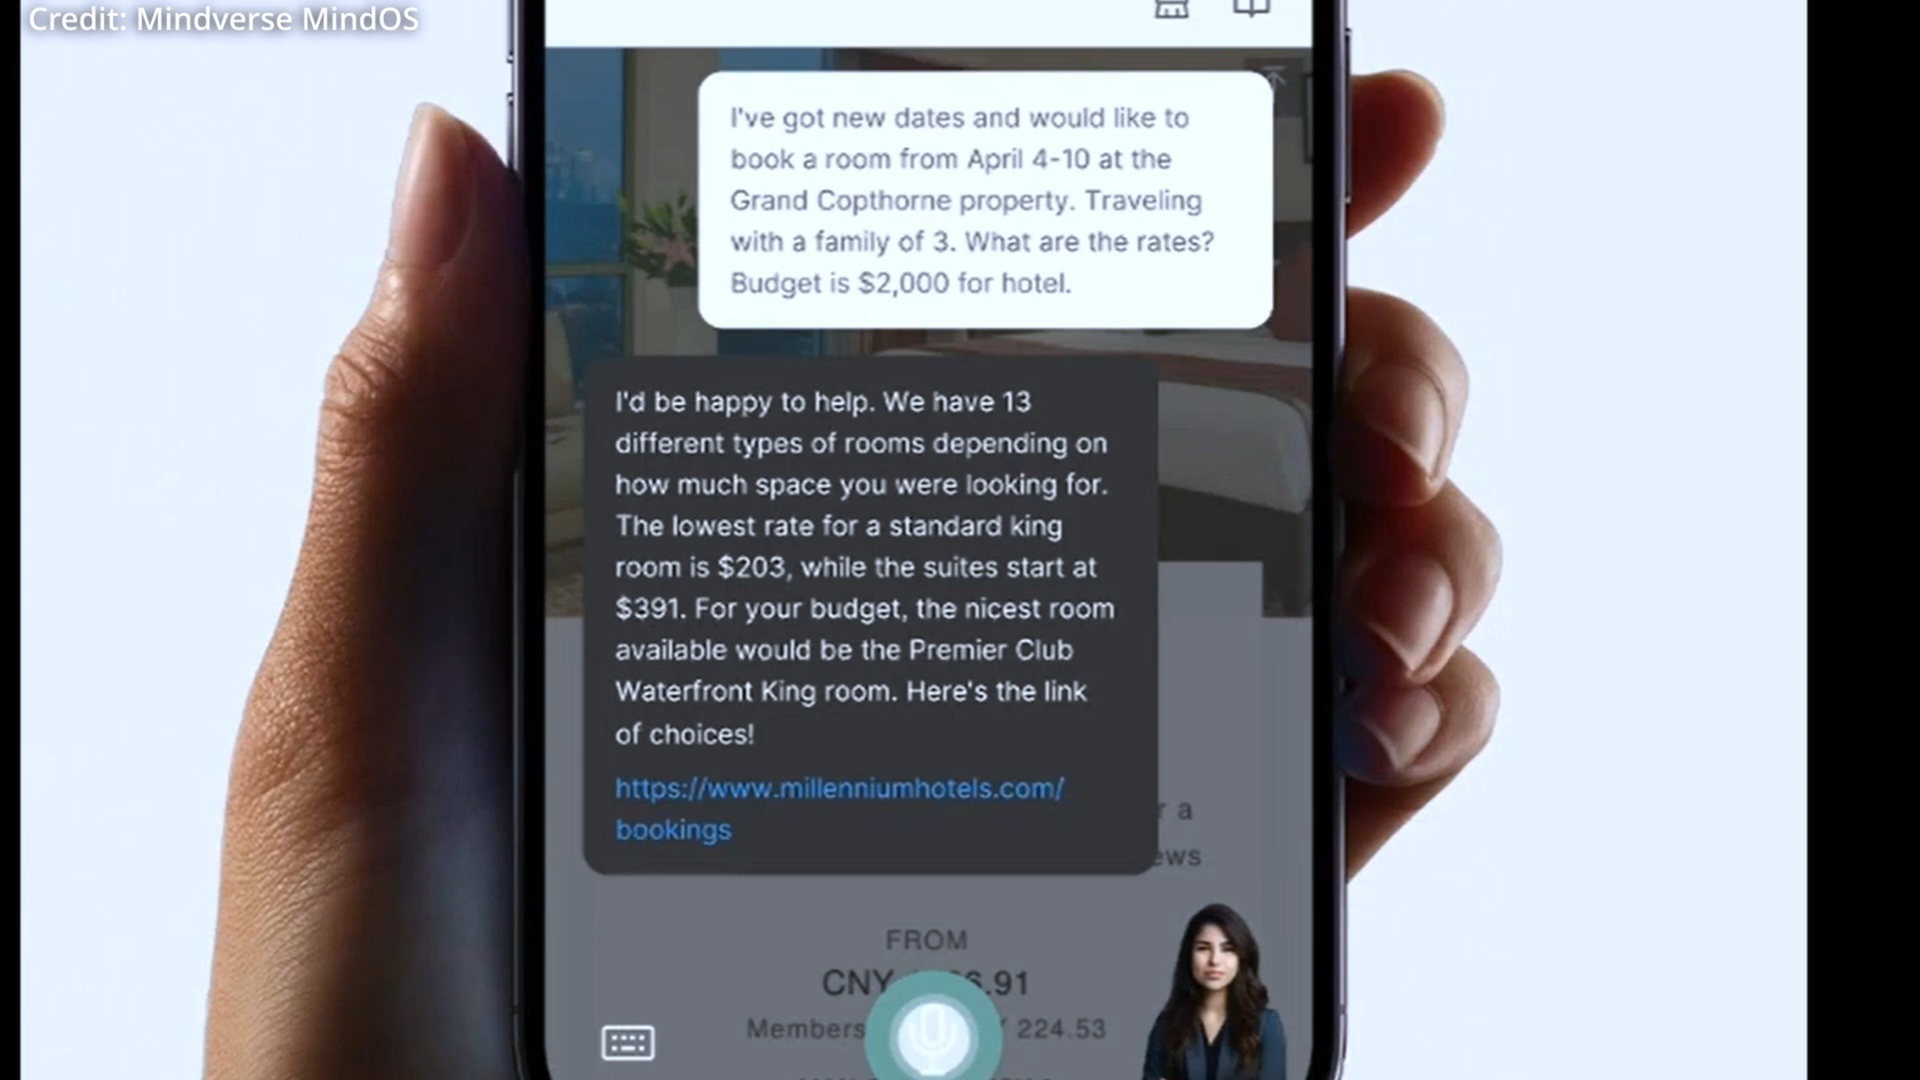 Credit: Mindverse MindOS
I've got new dates and would like to
book a room from April 4-10 at the
Grand Copthorne property. Traveling
with a family of 3. What are the rates?
Budget is $2,000 for hotel.
I'd be happy to help. We have 13
different types of rooms depending on
how much space you were looking for.
The lowest rate for a standard king
room is $203, while the suites start at
$391. For your budget, the nicest room
available would be the Premier Club
Waterfront King room. Here's the link
of choices!
https://www.millenniumhotels.com/
bookings
r a
ews
FROM
CNY 6.91
Members 224.53